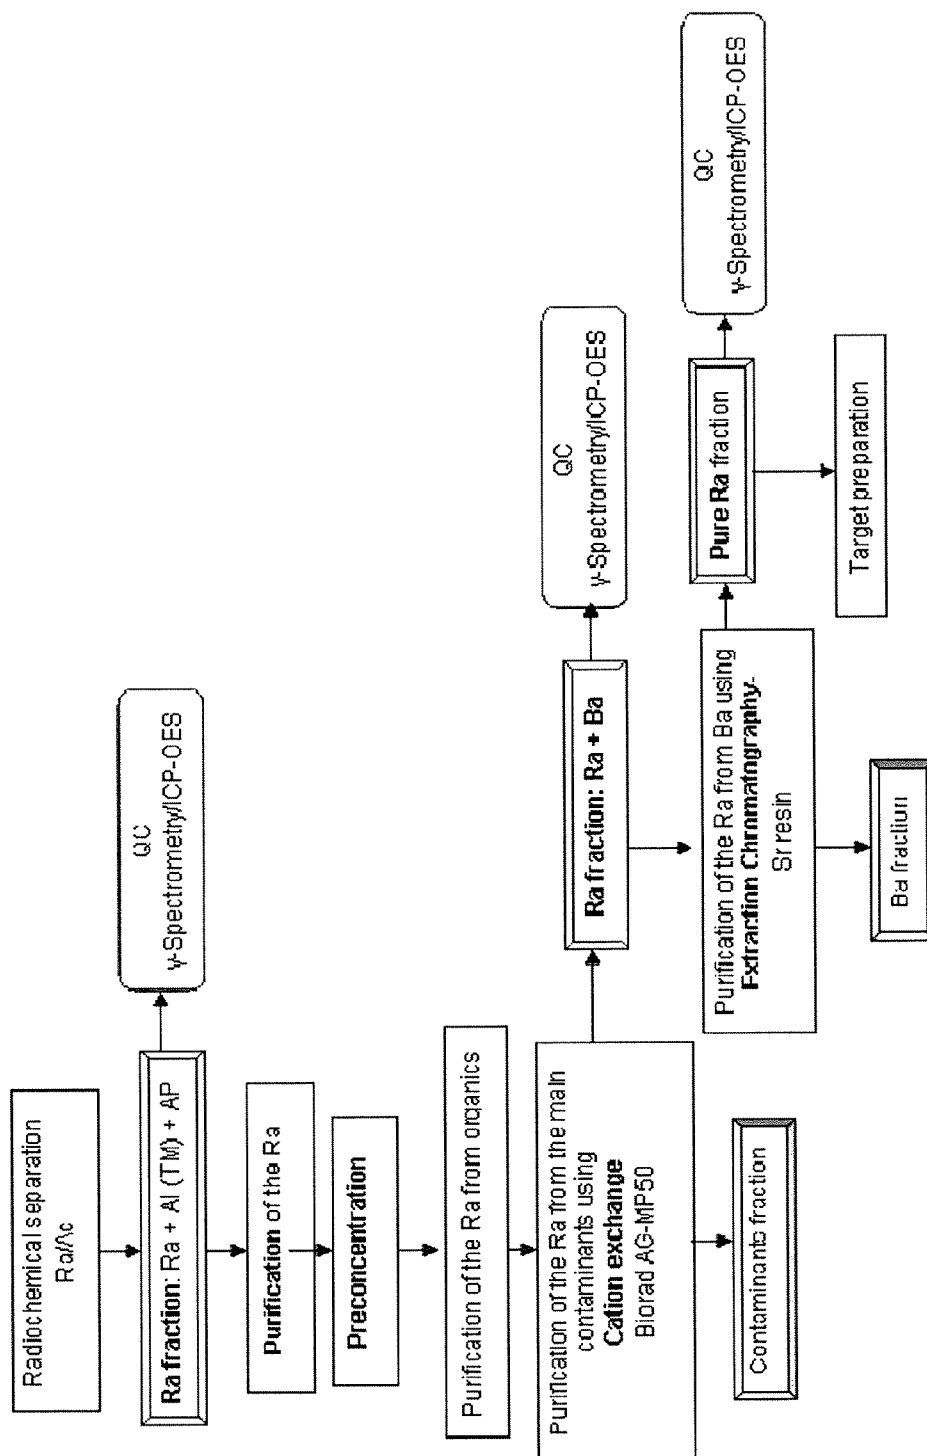 Radiochemical separation
Ra/Ac
Ra fraction: Ra + Al (TM) + AP
QC
γ-Spectrometry/ICP-OES
Purification of the Ra
Preconcentration
Purification of the Ra from organics
Purification of the Ra from the main
contaminants using
Cation exchange
Biorad AG-MP50
Contaminants fraction
Ra fraction: Ra + Ba
QC
γ-Spectrometry/ICP-OES
Purification of the Ra from Ba using
Extraction Chromatography-
Sr resin
Ba fraction
Pure Ra fraction
QC
γ-Spectrometry/ICP-OES
Target preparation